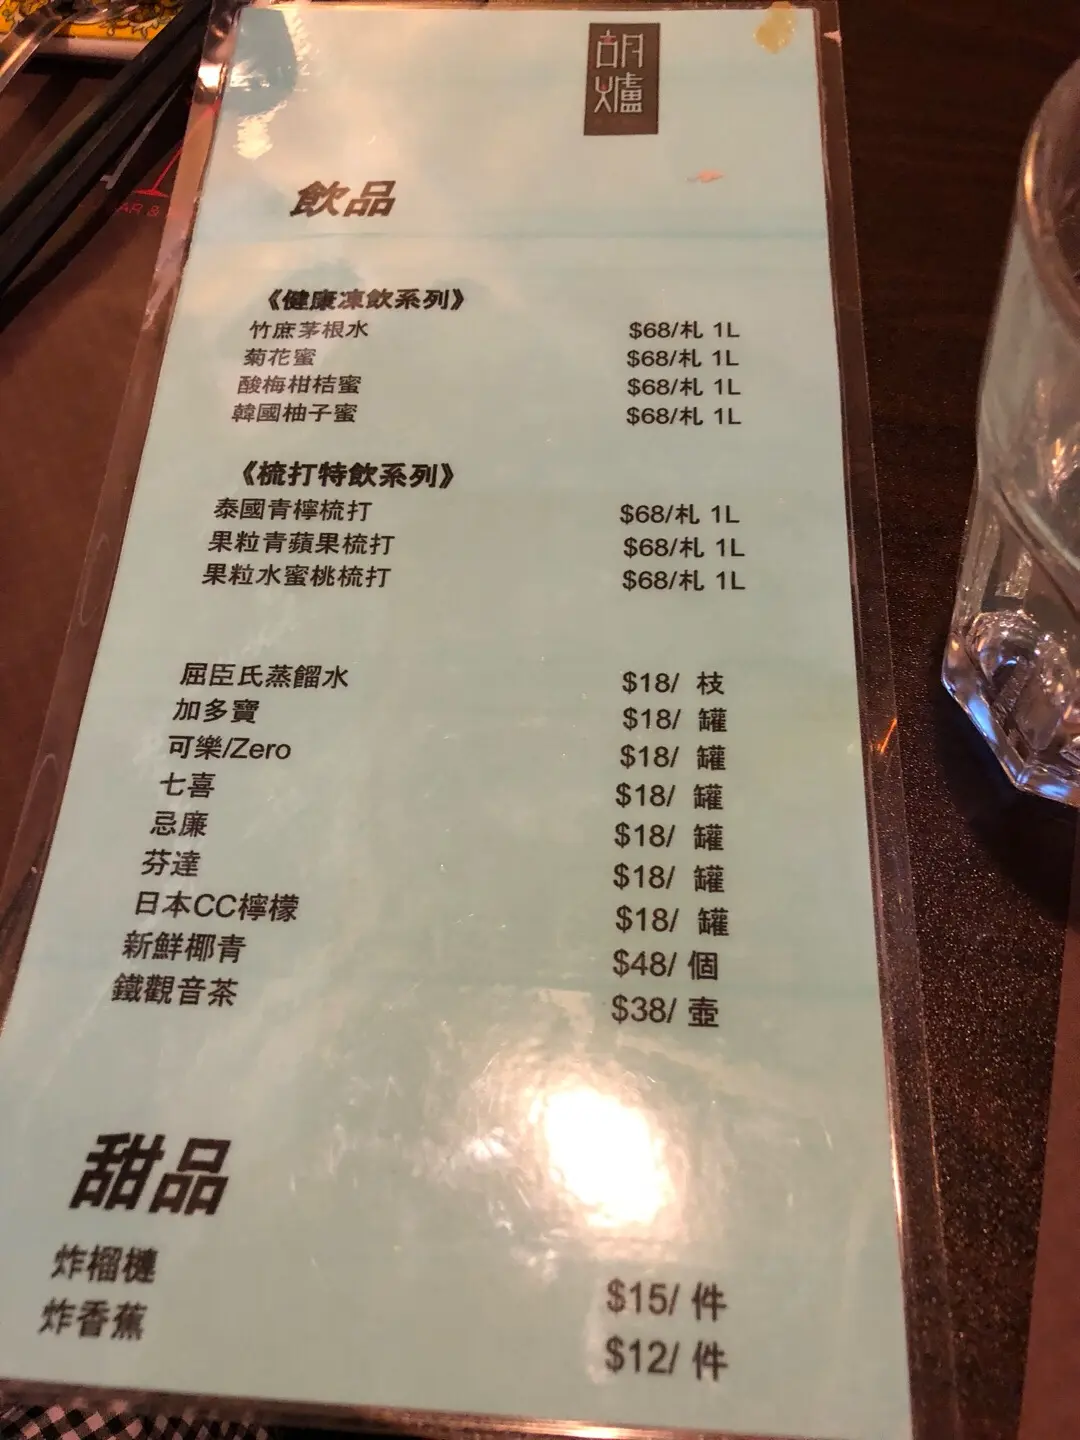 胡
爐
飲品
《健康凍飲系列》
竹庶茅根水 $68/札 1L
菊花蜜 $68/札 1L
酸梅柑桔蜜 $68/札 1L
韓國柚子蜜 $68/札 1L
《梳打特飲系列》
泰國青檸梳打 $68/札 1L
果粒青蘋果梳打 $68/札 1L
果粒水蜜桃梳打 $68/札 1L
屈臣氏蒸餾水 $18/ 枝
加多寶 $18/ 罐
可樂/Zero $18/ 罐
七喜 $18/ 罐
忌廉 $18/ 罐
芬達 $18/ 罐
日本CC檸檬 $18/ 罐
新鮮椰青 $48/ 個
鐵觀音茶 $38/ 壺
甜品
炸榴槤 $15/ 件
炸香蕉 $12/ 件